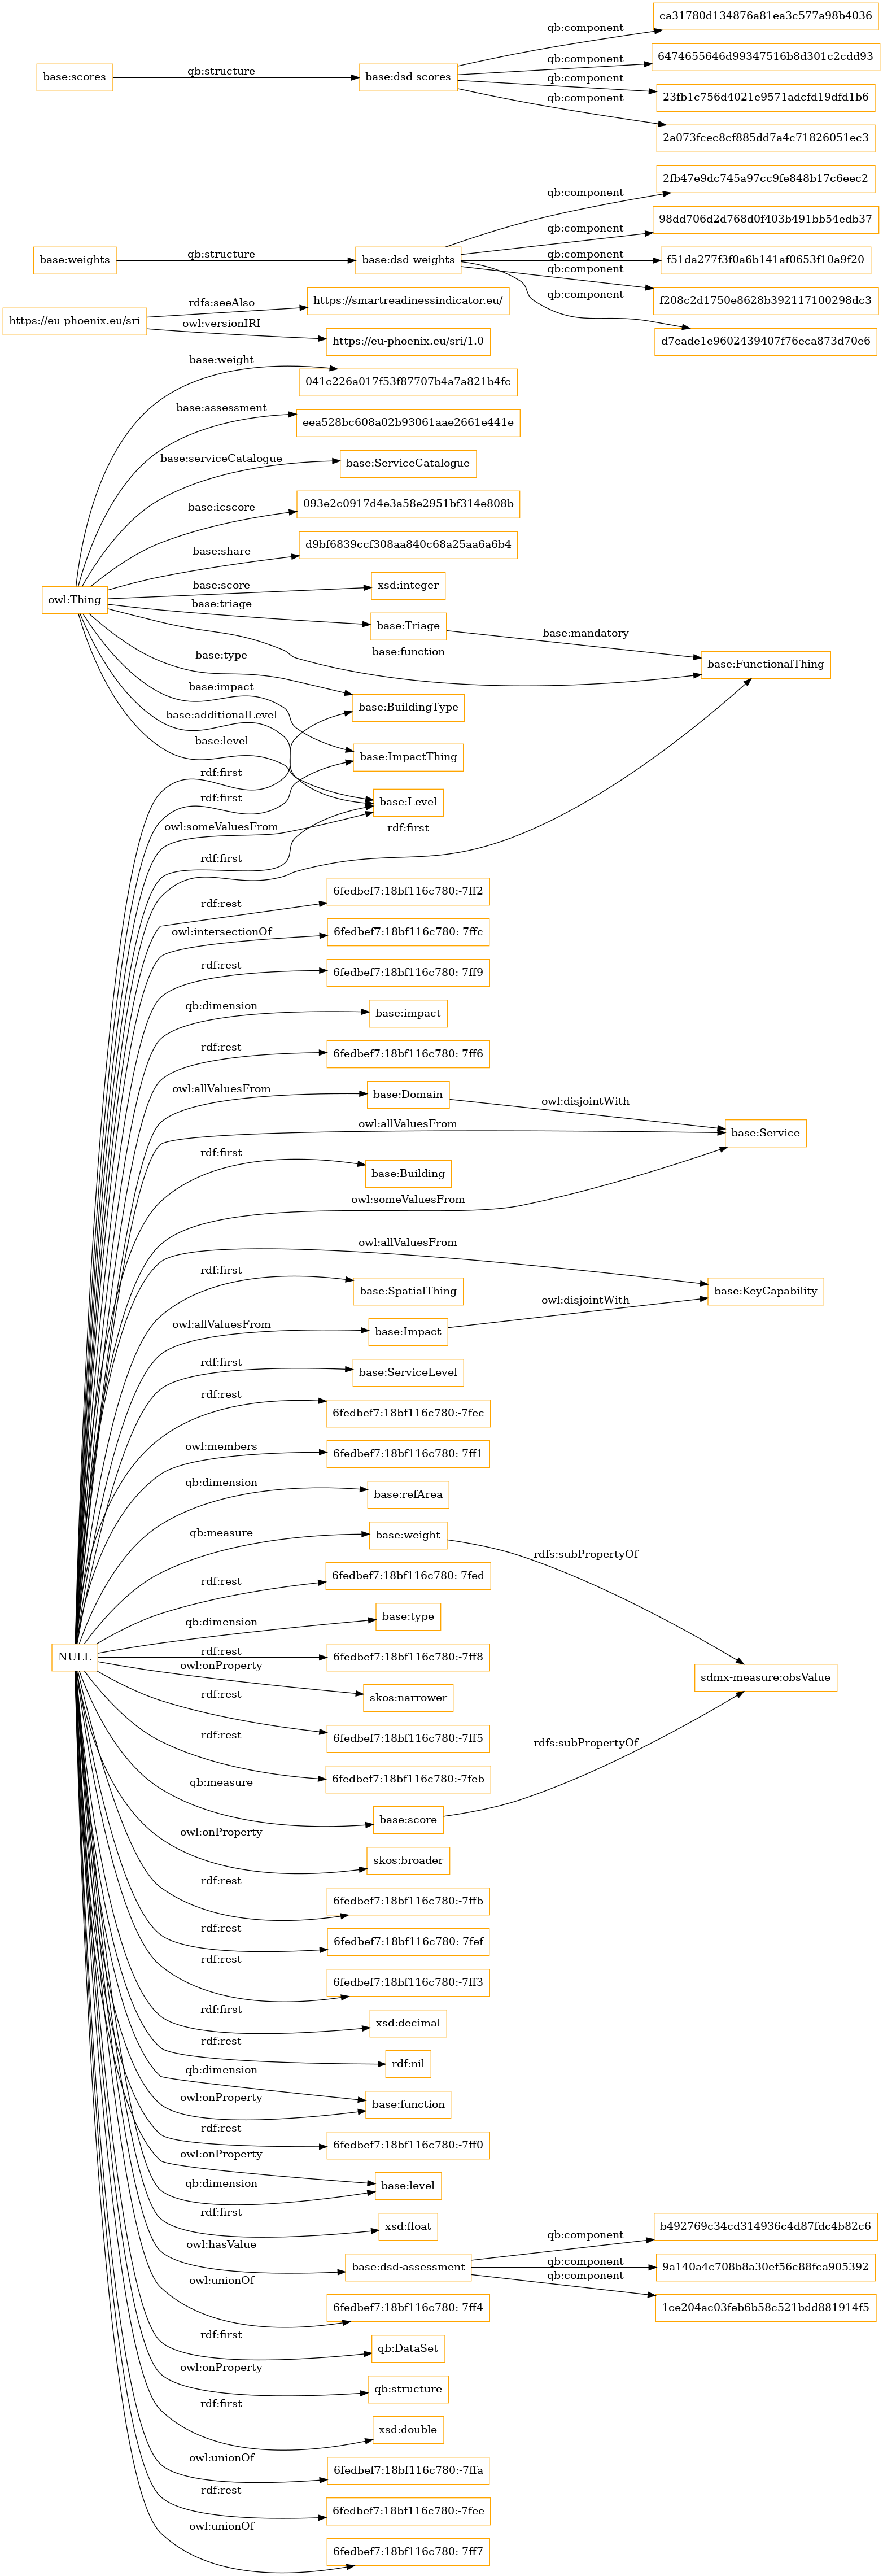 ca31780d134876a81ea3c577a98b4036
qb:component
6474655646d99347516b8d301c2cdd93
qb:component
base:scores
qb:structure
base:dsd-scores
qb:component
23fb1c756d4021e9571adcfd19dfd1b6
qb:component
2a073fcec8cf885dd7a4c71826051ec3
2fb47e9dc745a97cc9fe848b17c6eec2
qb:component
98dd706d2d768d0f403b491bb54edb37
qb:component
base:weights
qb:structure
base:dsd-weights
qb:component
f51da277f3f0a6b141af0653f10a9f20
qb:component
f208c2d1750e8628b392117100298dc3
qb:component
d7eade1e9602439407f76eca873d70e6
rdfs:seeAlso
https://smartreadinessindicator.eu/
https://eu-phoenix.eu/sri
owl:versionIRI
https://eu-phoenix.eu/sri/1.0
base:weight
041c226a017f53f87707b4a7a821b4fc
base:assessment
eea528bc608a02b93061aae2661e441e
base:serviceCatalogue
base:ServiceCatalogue
base:icscore
093e2c0917d4e3a58e2951bf314e808b
base:share
d9bf6839ccf308aa840c68a25aa6a6b4
owl:Thing
base:score
xsd:integer
base:triage
base:Triage
base:mandatory
base:function
base:FunctionalThing
base:type
base:BuildingType
base:impact
base:additionalLevel
base:level
base:ImpactThing
rdf:first
rdf:first
base:Level
owl:someValuesFrom
rdf:first
rdf:first
rdf:rest
6fedbef7:18bf116c780:-7ff2
owl:intersectionOf
6fedbef7:18bf116c780:-7ffc
rdf:rest
6fedbef7:18bf116c780:-7ff9
qb:dimension
base:impact
rdf:rest
6fedbef7:18bf116c780:-7ff6
owl:allValuesFrom
base:Domain
owl:disjointWith
owl:allValuesFrom
base:Service
rdf:first
base:Building
owl:someValuesFrom
owl:allValuesFrom
rdf:first
base:SpatialThing
base:KeyCapability
owl:disjointWith
owl:allValuesFrom
base:Impact
rdf:first
base:ServiceLevel
rdf:rest
6fedbef7:18bf116c780:-7fec
owl:members
6fedbef7:18bf116c780:-7ff1
qb:dimension
base:refArea
qb:measure
base:weight
rdfs:subPropertyOf
rdf:rest
6fedbef7:18bf116c780:-7fed
qb:dimension
base:type
NULL
rdf:rest
6fedbef7:18bf116c780:-7ff8
owl:onProperty
skos:narrower
sdmx-measure:obsValue
rdf:rest
6fedbef7:18bf116c780:-7ff5
rdfs:subPropertyOf
rdf:rest
6fedbef7:18bf116c780:-7feb
qb:measure
base:score
owl:onProperty
skos:broader
rdf:rest
6fedbef7:18bf116c780:-7ffb
rdf:rest
6fedbef7:18bf116c780:-7fef
rdf:rest
6fedbef7:18bf116c780:-7ff3
rdf:first
xsd:decimal
rdf:rest
rdf:nil
qb:dimension
owl:onProperty
base:function
rdf:rest
6fedbef7:18bf116c780:-7ff0
owl:onProperty
qb:dimension
base:level
rdf:first
xsd:float
b492769c34cd314936c4d87fdc4b82c6
qb:component
owl:hasValue
base:dsd-assessment
qb:component
9a140a4c708b8a30ef56c88fca905392
qb:component
1ce204ac03feb6b58c521bdd881914f5
owl:unionOf
6fedbef7:18bf116c780:-7ff4
rdf:first
qb:DataSet
owl:onProperty
qb:structure
rdf:first
xsd:double
owl:unionOf
6fedbef7:18bf116c780:-7ffa
rdf:rest
6fedbef7:18bf116c780:-7fee
owl:unionOf
6fedbef7:18bf116c780:-7ff7